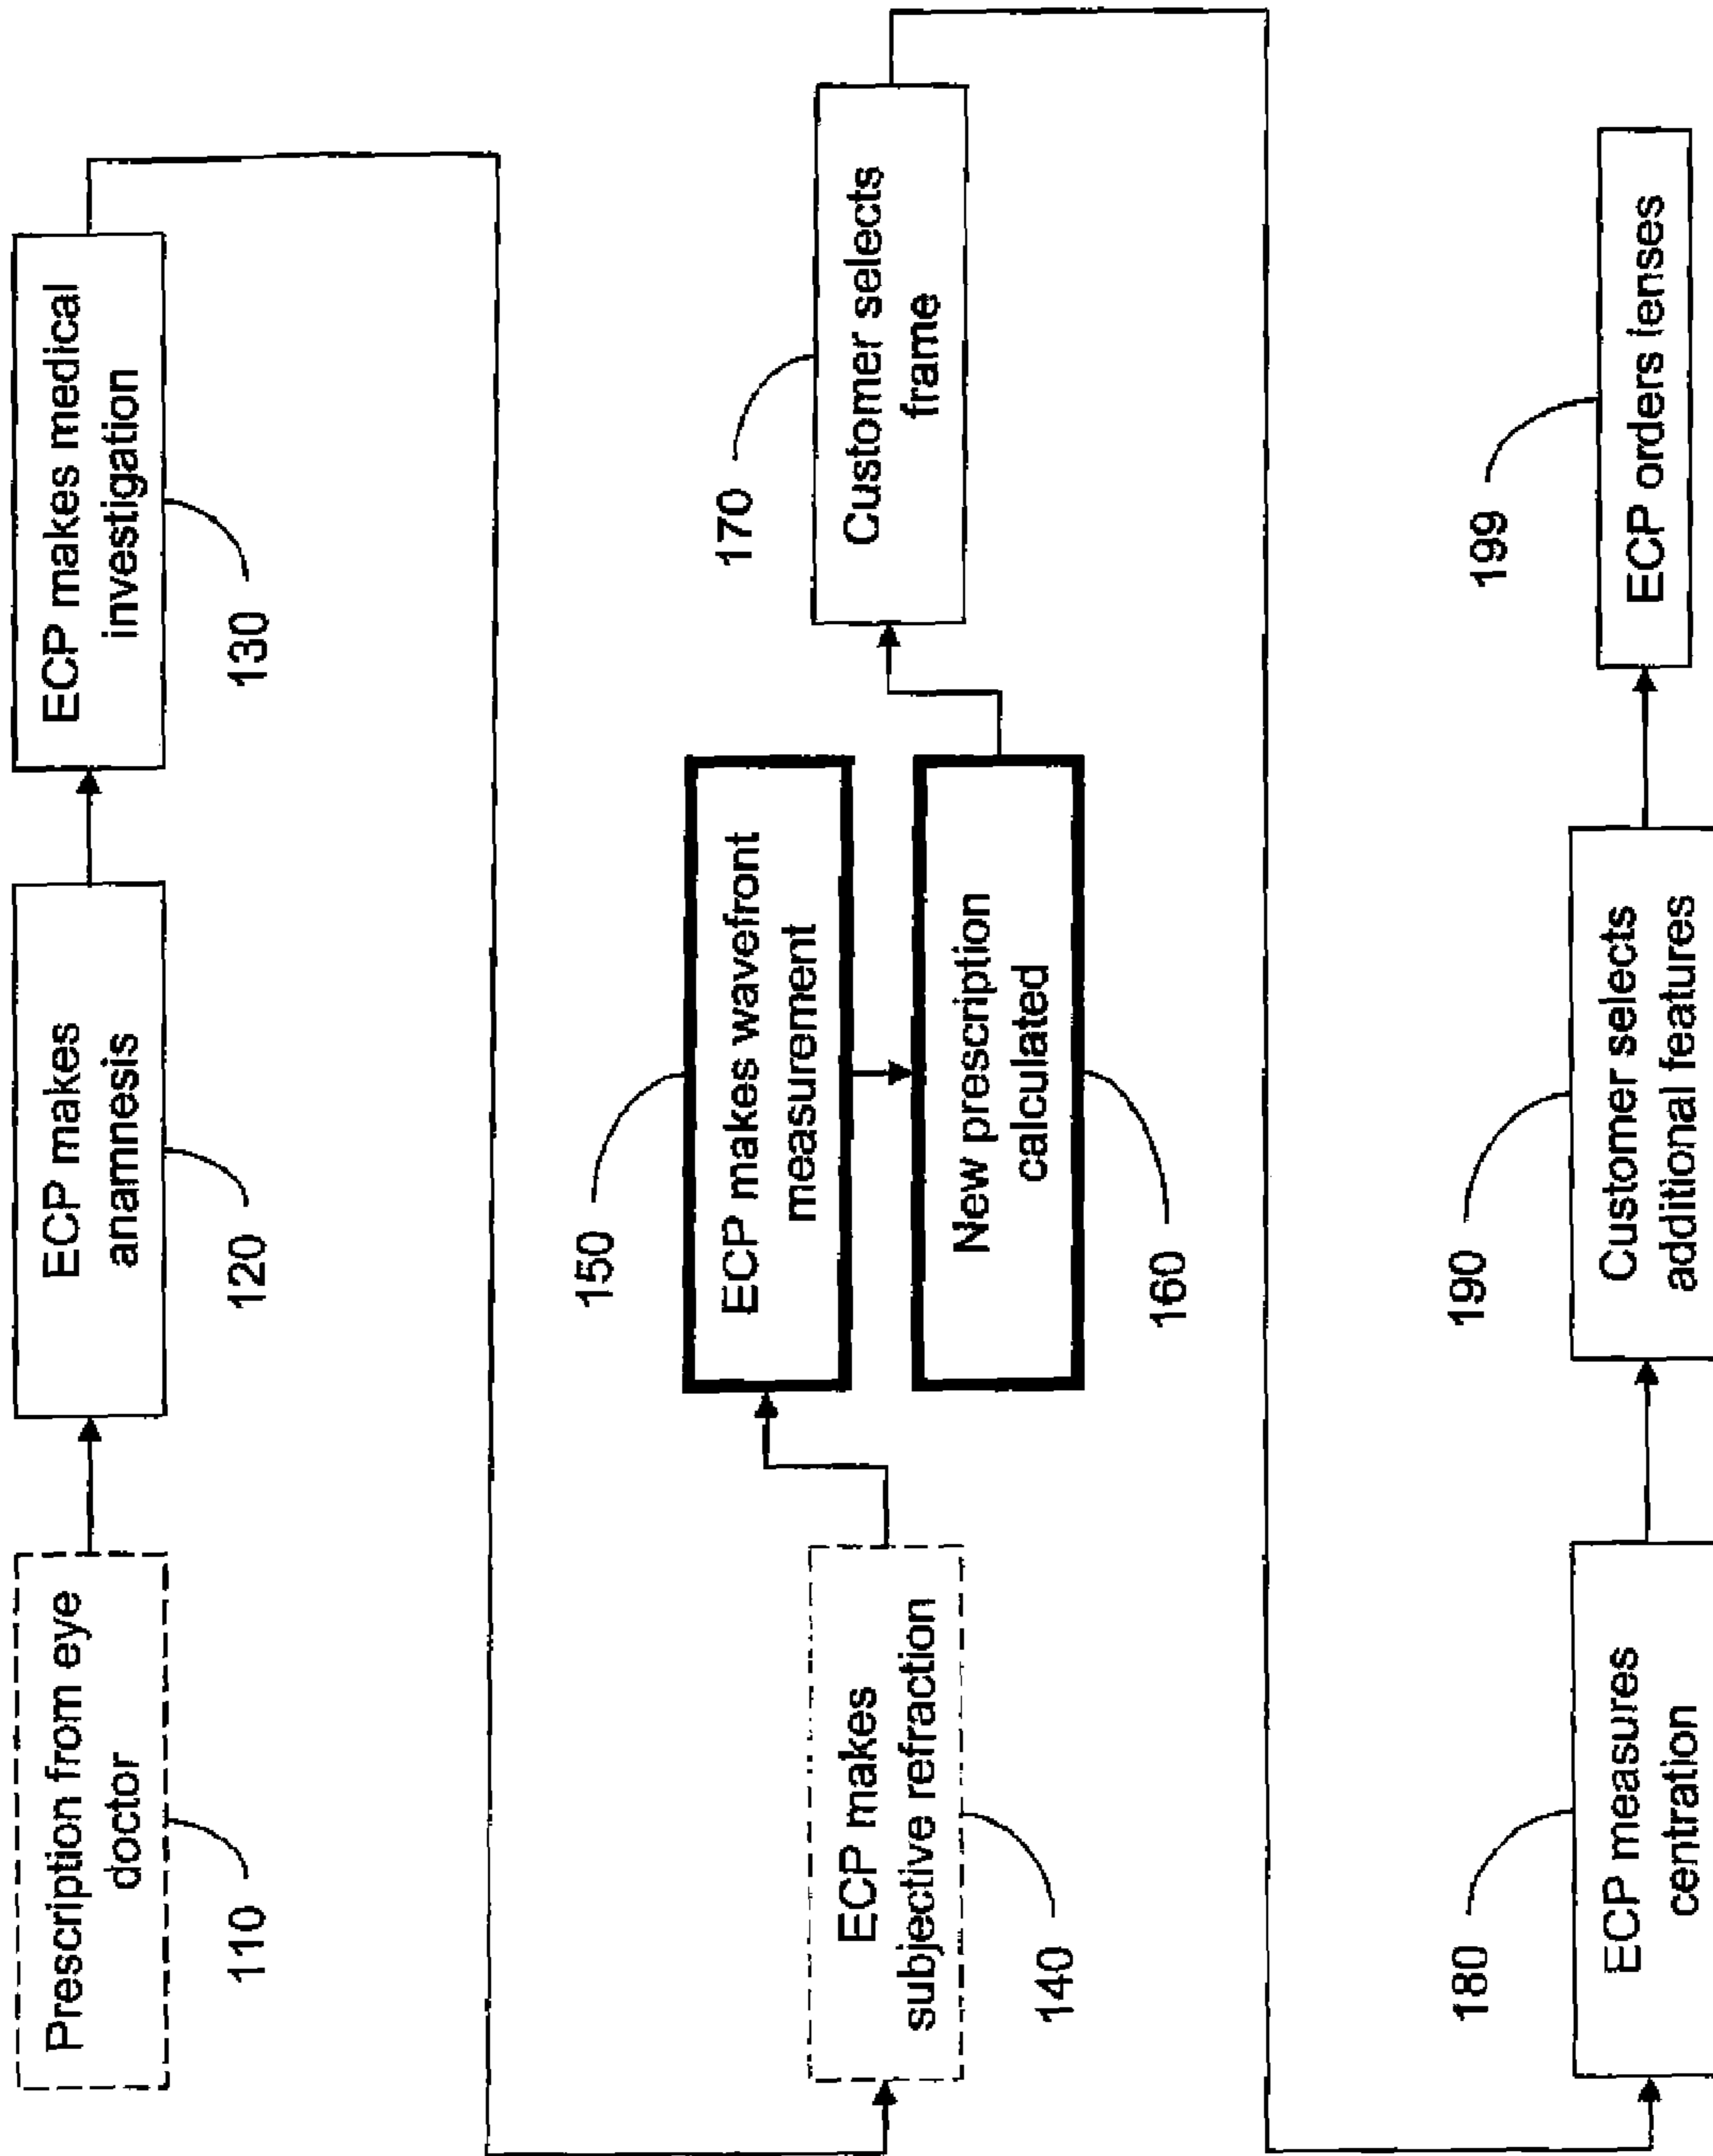 Prescription from eye
doctor
110
ECP makes
anamnesis
120
ECP makes medical
investigation
130
ECP makes
subjective refraction
140
150
ECP makes wavefront
measurement
New prescription
calculated
160
170
Customer selects
frame
180
ECP measures
centration
190
Customer selects
additional features
199
ECP orders lenses